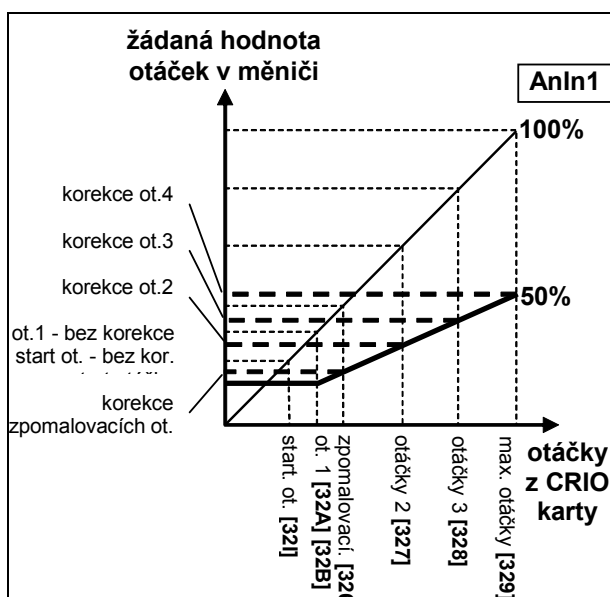 žádaná hodnota
otáček v měniči
AnIn1
100%
korekce ot.4
korekce ot.3
korekce ot.2
50%
ot.1 - bez korekce
start ot. - bez kor.
korekce
zpomalovacích ot.
start. ot. [32I]
ot. 1 [32A] [32B]
zpomalovací.
otáčky 2 [327]
otáčky 3 [328]
max. otáčky [329]
otáčky
z CRIO
karty